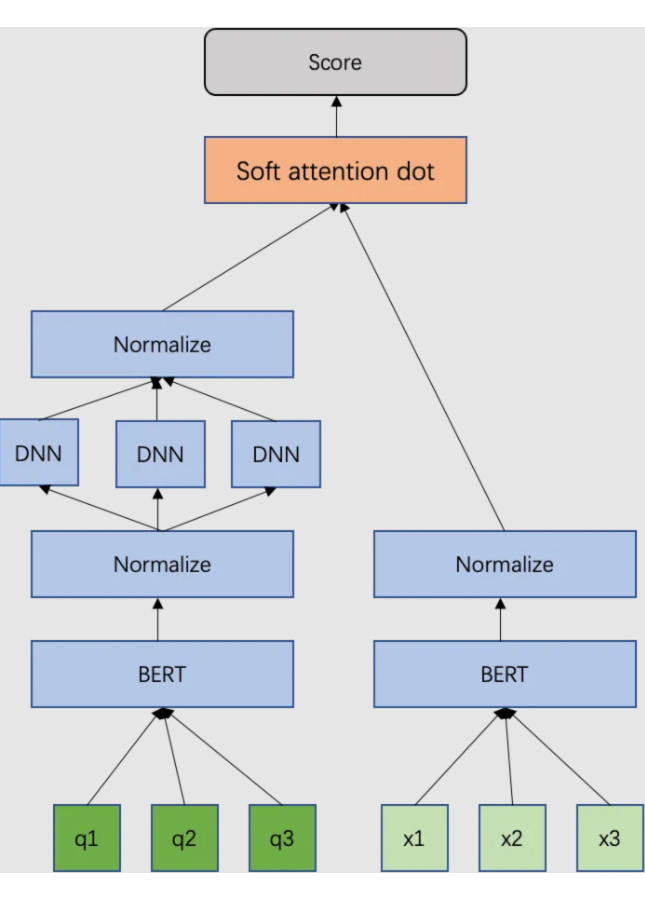 Score
Soft attention dot
Normalize
DNN DNN DNN
Normalize Normalize
BERT BERT
q1 q2 q3 x1 x2 x3